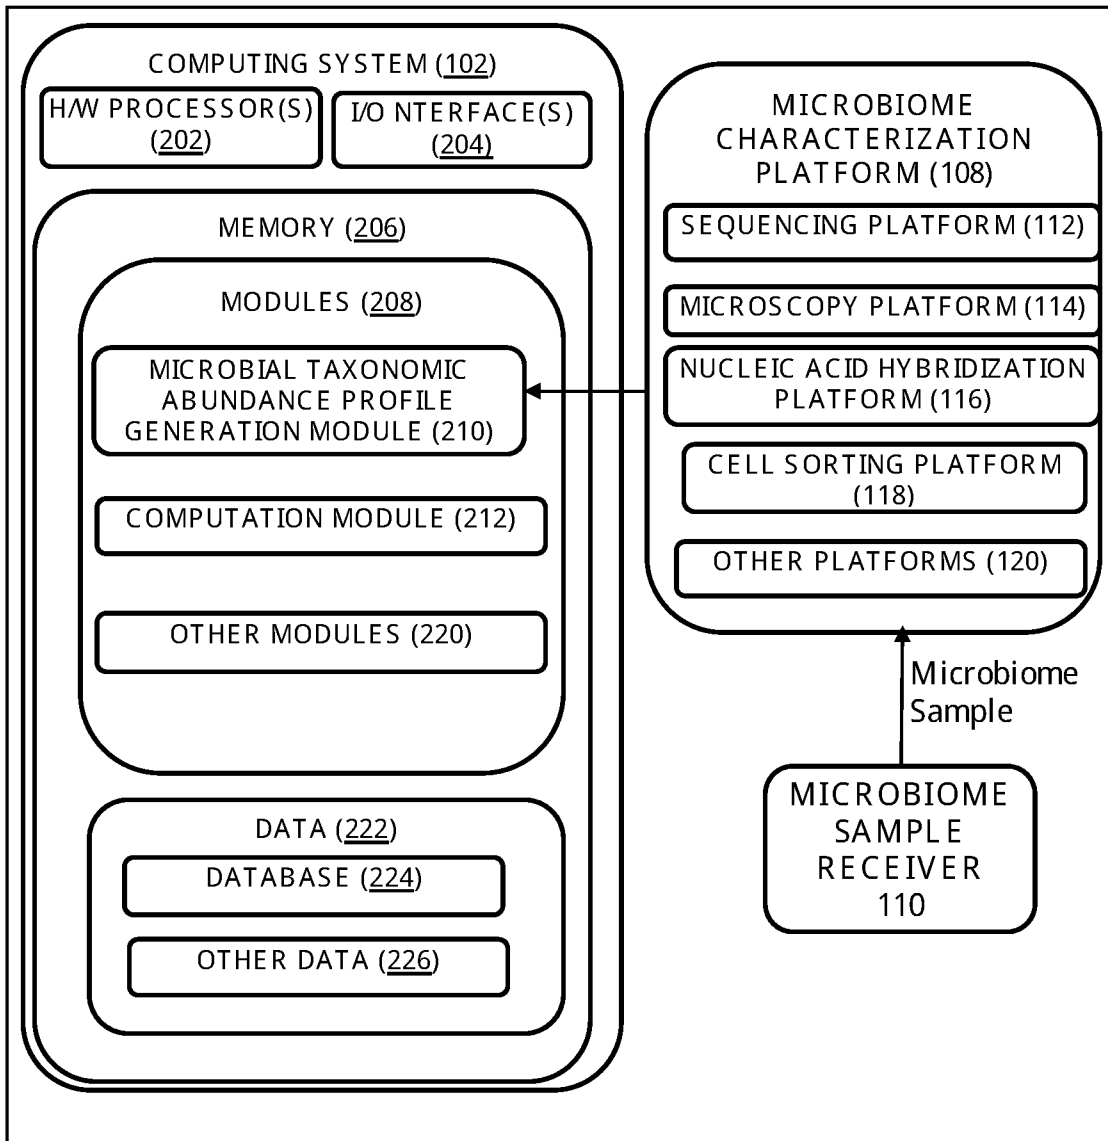 COMPUTING SYSTEM (102)
H/W PROCESSOR(S)
(202)
I/O NTERFACE(S)
(204)
MEMORY (206)
MODULES (208)
MICROBIAL TAXONOMIC
ABUNDANCE PROFILE
GENERATION MODULE (210)
COMPUTATION MODULE (212)
OTHER MODULES (220)
DATA (222)
DATABASE (224)
OTHER DATA (226)
MICROBIOME
CHARACTERIZATION
PLATFORM (108)
SEQUENCING PLATFORM (112)
MICROSCOPY PLATFORM (114)
NUCLEIC ACID HYBRIDIZATION
PLATFORM (116)
CELL SORTING PLATFORM
(118)
OTHER PLATFORMS (120)
Microbiome
Sample
MICROBIOME
SAMPLE
RECEIVER
110